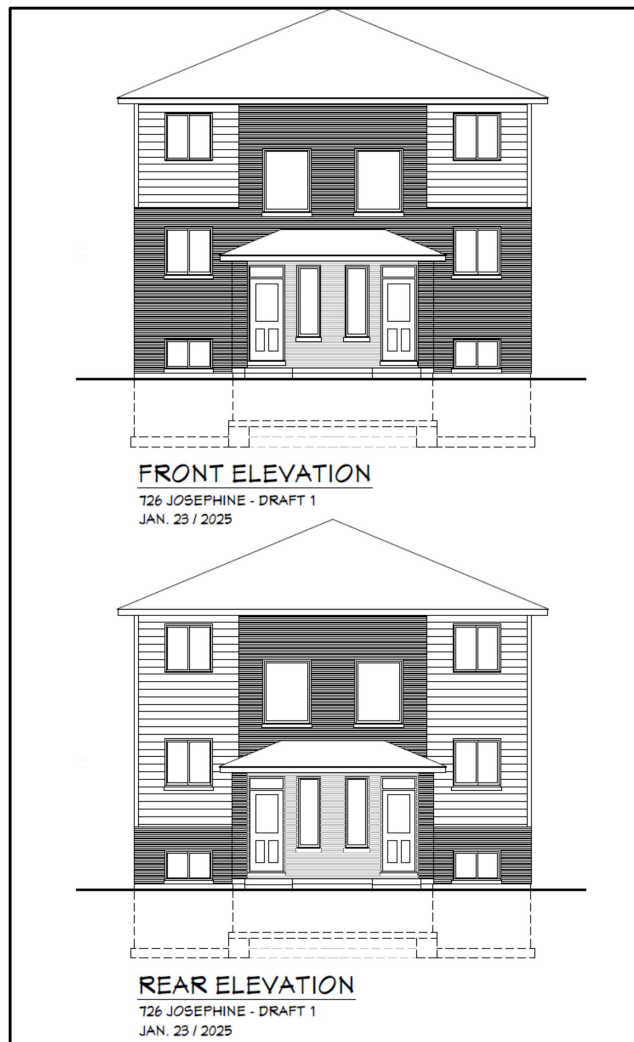 FRONT ELEVATION
726 JOSEPHINE - DRAFT 1
JAN. 23 / 2025
REAR ELEVATION
726 JOSEPHINE - DRAFT 1
JAN. 23 / 2025